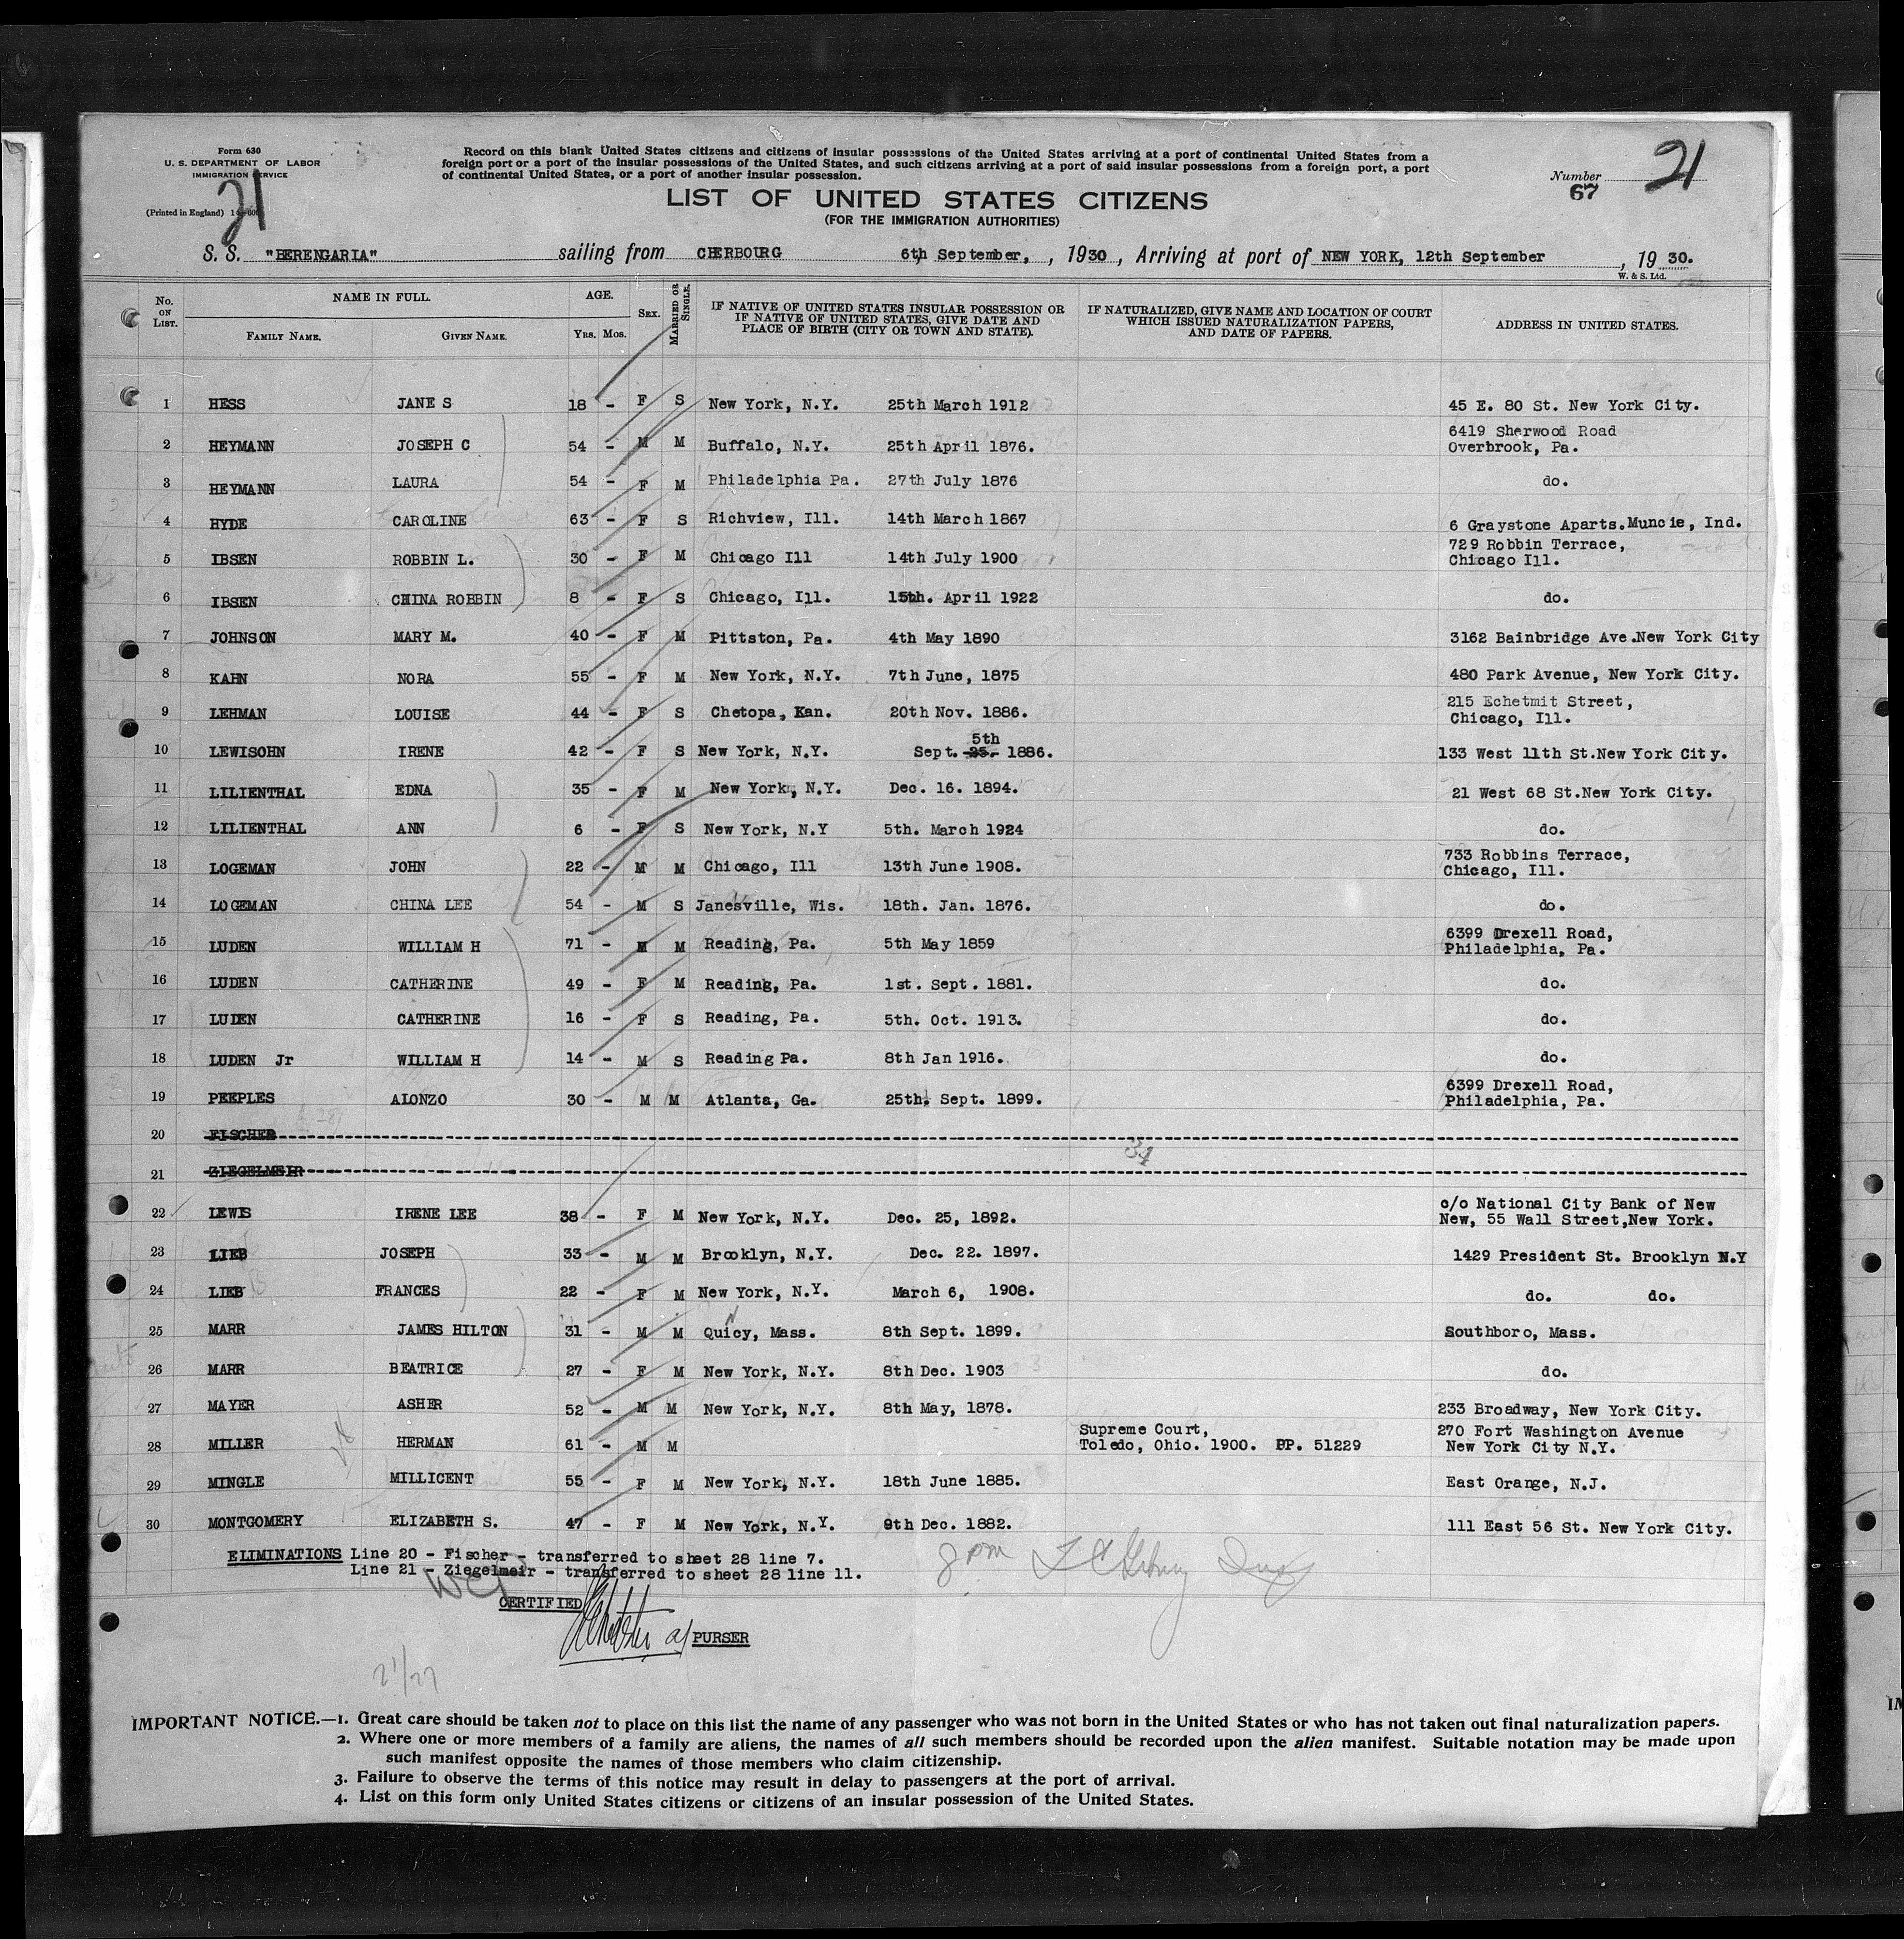 Form 630
U. S. DEPARTMENT OF LABOR
IMMIGRATION SERVICE
21
(Printed in England)
Record on this blank United States citizens and citizens of insular possessions of the United States arriving at a port of continental United States from a
foreign port or a port of the insular possessions of the United States, and such citizens arriving at a port of said insular possessions from a foreign port, a port
of continental United States, or a port of another insular possession.
LIST OF UNITED STATES CITIZENS
(FOR THE IMMIGRATION AUTHORITIES)
Number 21
67
S. S. "BERENGARIA" sailing from CHERBOURG 6th September, , 1930 , Arriving at port of NEW YORK, 12th September , 19 30.
W. & S. Ltd.
No. ON LIST. NAME IN FULL. FAMILY NAME. GIVEN NAME. AGE. YRS. MOS. SEX. MARRIED OR SINGLE. IF NATIVE OF UNITED STATES INSULAR POSSESSION OR IF NATIVE OF UNITED STATES, GIVE DATE AND PLACE OF BIRTH (CITY OR TOWN AND STATE). IF NATURALIZED, GIVE NAME AND LOCATION OF COURT WHICH ISSUED NATURALIZATION PAPERS, AND DATE OF PAPERS. ADDRESS IN UNITED STATES.
1 HESS JANE S 18 - F S New York, N.Y. 25th March 1912 45 E. 80 St. New York City.
2 HEYMANN JOSEPH C 54 - M M Buffalo, N.Y. 25th April 1876. 6419 Sherwood Road
Overbrook, Pa.
3 HEYMANN LAURA 54 - F M Philadelphia Pa. 27th July 1876 do.
4 HYDE CAROLINE 63 - F S Richview, Ill. 14th March 1867 6 Graystone Aparts.Muncie, Ind.
5 IBSEN ROBBIN L. 30 - F M Chicago Ill 14th July 1900 729 Robbin Terrace,
Chicago Ill.
6 IBSEN CHINA ROBBIN 8 - F S Chicago, Ill. 15th. April 1922 do.
7 JOHNSON MARY M. 40 - F M Pittston, Pa. 4th May 1890 3162 Bainbridge Ave.New York City
8 KAHN NORA 55 - F M New York, N.Y. 7th June, 1875 480 Park Avenue, New York City.
9 LEHMAN LOUISE 44 - F S Chetopa, Kan. 20th Nov. 1886. 215 Echetmit Street,
Chicago, Ill.
10 LEWISOHN IRENE 42 - F S New York, N.Y. Sept. 25. 5th 1886. 133 West 11th St.New York City.
11 LILIENTHAL EDNA 35 - F M New York, N.Y. Dec. 16. 1894. 21 West 68 St.New York City.
12 LILIENTHAL ANN 6 - F S New York, N.Y 5th. March 1924 do.
13 LOGEMAN JOHN 22 - M M Chicago, Ill 13th June 1908. 733 Robbins Terrace,
Chicago, Ill.
14 LOGEMAN CHINA LEE 54 - M S Janesville, Wis. 18th. Jan. 1876. do.
15 LUDEN WILLIAM H 71 - M M Reading, Pa. 5th May 1859 6399 Drexell Road,
Philadelphia, Pa.
16 LUDEN CATHERINE 49 - F M Reading, Pa. 1st. Sept. 1881. do.
17 LUDEN CATHERINE 16 - F S Reading, Pa. 5th. Oct. 1913. do.
18 LUDEN Jr WILLIAM H 14 - M S Reading Pa. 8th Jan 1916. do.
19 PEEPLES ALONZO 30 - M M Atlanta, Ga. 25th. Sept. 1899. 6399 Drexell Road,
Philadelphia, Pa.
20 FISCHER
34
21 ZIEGELMEIR
22 LEWIS IRENE LEE 38 - F M New York, N.Y. Dec. 25, 1892. c/o National City Bank of New
New, 55 Wall Street,New York.
23 LIEB JOSEPH 33 - M M Brooklyn, N.Y. Dec. 22. 1897. 1429 President St. Brooklyn N.Y
24 LIEB FRANCES 22 - F M New York, N.Y. March 6, 1908. do. do.
25 MARR JAMES HILTON 31 - M M QuiNcy, Mass. 8th Sept. 1899. Southboro, Mass.
26 MARR BEATRICE 27 - F M New York, N.Y. 8th Dec. 1903 do.
27 MAYER ASHER 52 - M M New York, N.Y. 8th May, 1878. 233 Broadway, New York City.
28 MILLER HERMAN 61 - M M Supreme Court,
Toledo, Ohio. 1900. PP. 51229 270 Fort Washington Avenue
New York City N.Y.
29 MINGLE MILLICENT 55 - F M New York, N.Y. 18th June 1885. East Orange, N.J.
30 MONTGOMERY ELIZABETH S. 47 - F M New York, N.Y. 9th Dec. 1882. 111 East 56 St. New York City.
ELIMINATIONS Line 20 - Fischer - transferred to sheet 28 line 7.
Line 21 - Ziegelmeir - transferred to sheet 28 line 11.
8 pm
CERTIFIED
PURSER
21/27
IMPORTANT NOTICE.—1. Great care should be taken not to place on this list the name of any passenger who was not born in the United States or who has not taken out final naturalization papers.
2. Where one or more members of a family are aliens, the names of all such members should be recorded upon the alien manifest. Suitable notation may be made upon
such manifest opposite the names of those members who claim citizenship.
3. Failure to observe the terms of this notice may result in delay to passengers at the port of arrival.
4. List on this form only United States citizens or citizens of an insular possession of the United States.